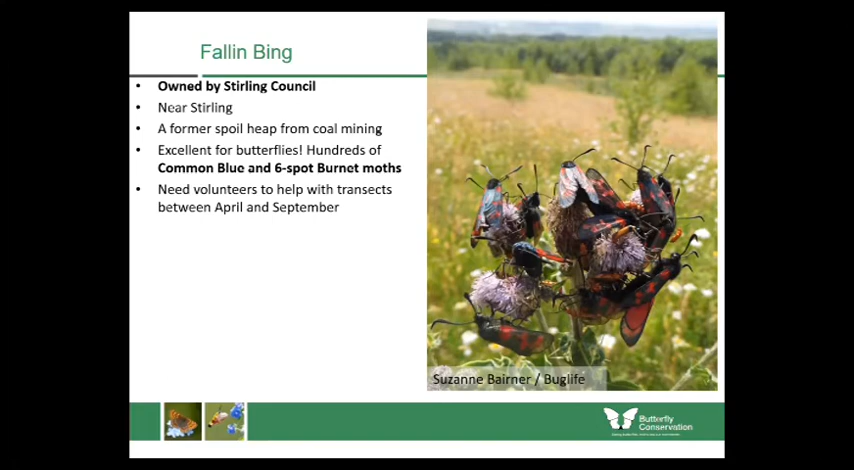 Fallin Bing
• Owned by Stirling Council
• Near Stirling
• A former spoil heap from coal mining
• Excellent for butterflies! Hundreds of
Common Blue and 6-spot Burnet moths
• Need volunteers to help with transects
between April and September
Suzanne Bairner / Buglife
Butterfly
Conservation